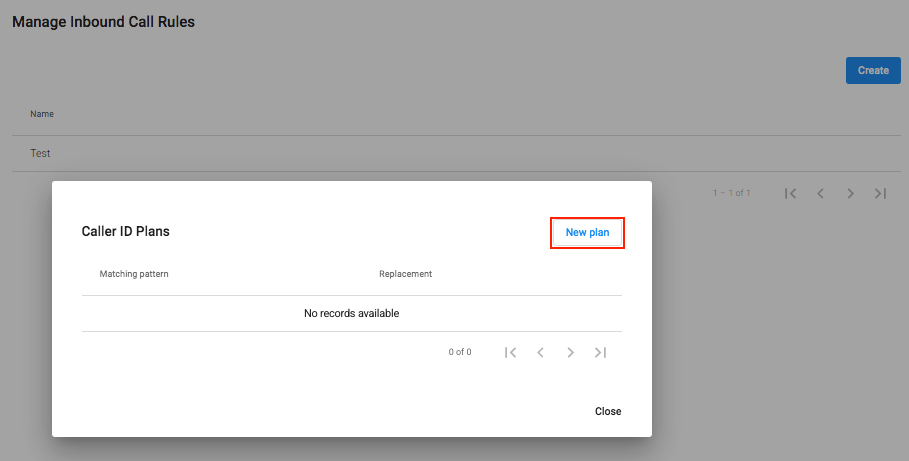 Manage Inbound Call Rules
Create
Name
Test
1 – 1 of 1
Caller ID Plans
New plan
Matching pattern Replacement
No records available
0 of 0
Close